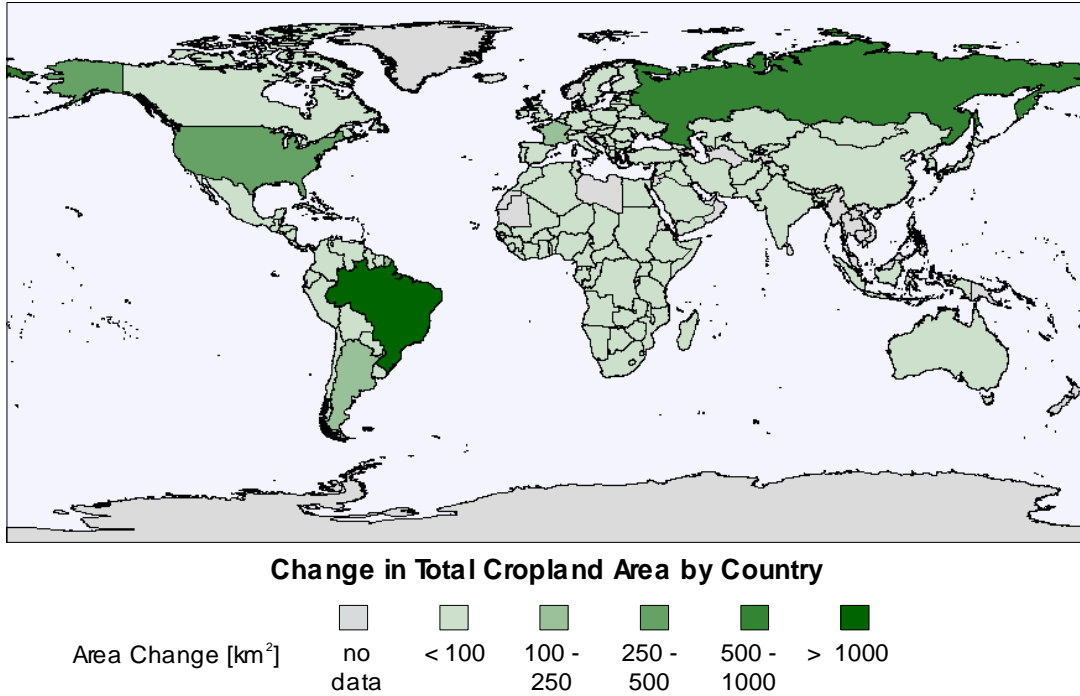 Change in Total Cropland Area by Country
Area Change [km²] no data < 100 100 - 250 250 - 500 500 - 1000 > 1000